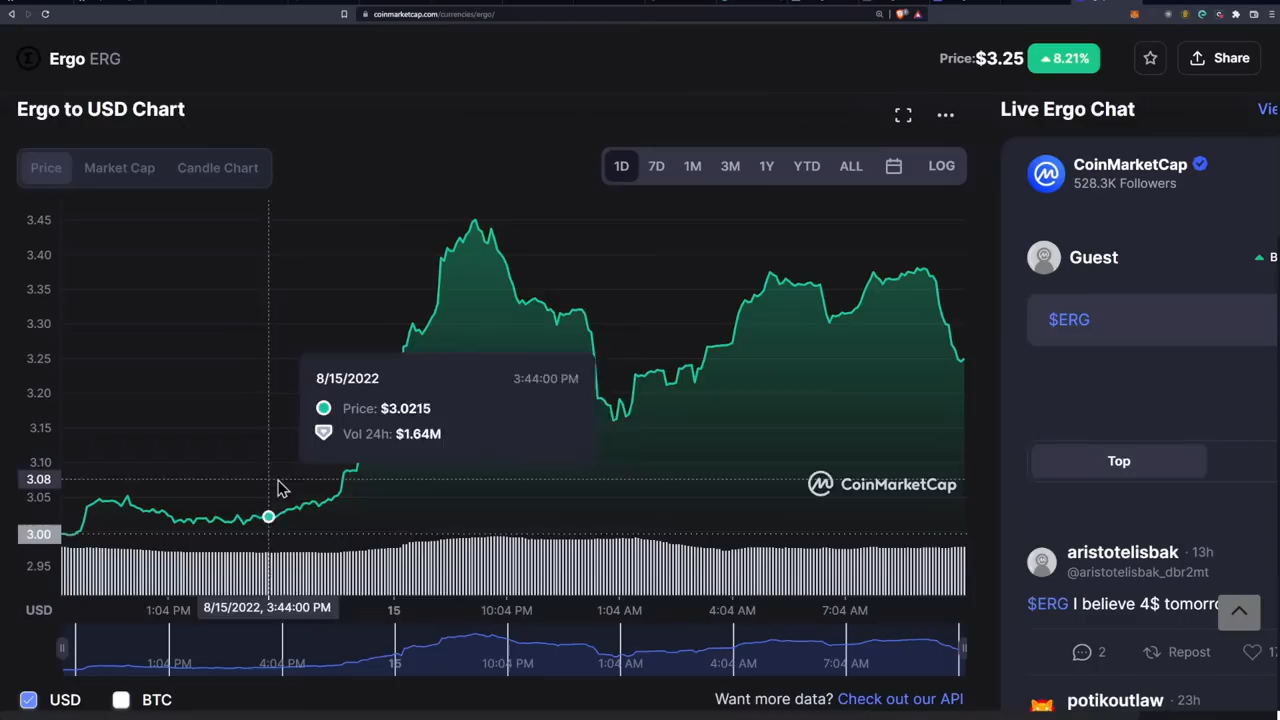 coinmarketcap.com/currencies/ergo/
Ergo ERG
Price:$3.25
8.21%
Share
Ergo to USD Chart
Live Ergo Chat
Price
Market Cap
Candle Chart
1D
7D
1M
3M
1Y
YTD
ALL
LOG
CoinMarketCap
528.3K Followers
Guest
$ERG
Top
3.45
3.40
3.35
3.30
3.25
3.20
3.15
3.10
3.08
3.05
3.00
2.95
USD
8/15/2022
3:44:00 PM
Price: $3.0215
Vol 24h: $1.64M
CoinMarketCap
1:04 PM
8/15/2022, 3:44:00 PM
15
10:04 PM
1:04 AM
4:04 AM
7:04 AM
1:04 PM
4:04 PM
15
10:04 PM
1:04 AM
4:04 AM
7:04 AM
USD
BTC
Want more data? Check out our API
aristotelisbak · 13h
@aristotelisbak_dbr2mt
$ERG I believe 4$
2
Repost
potikoutlaw · 23h